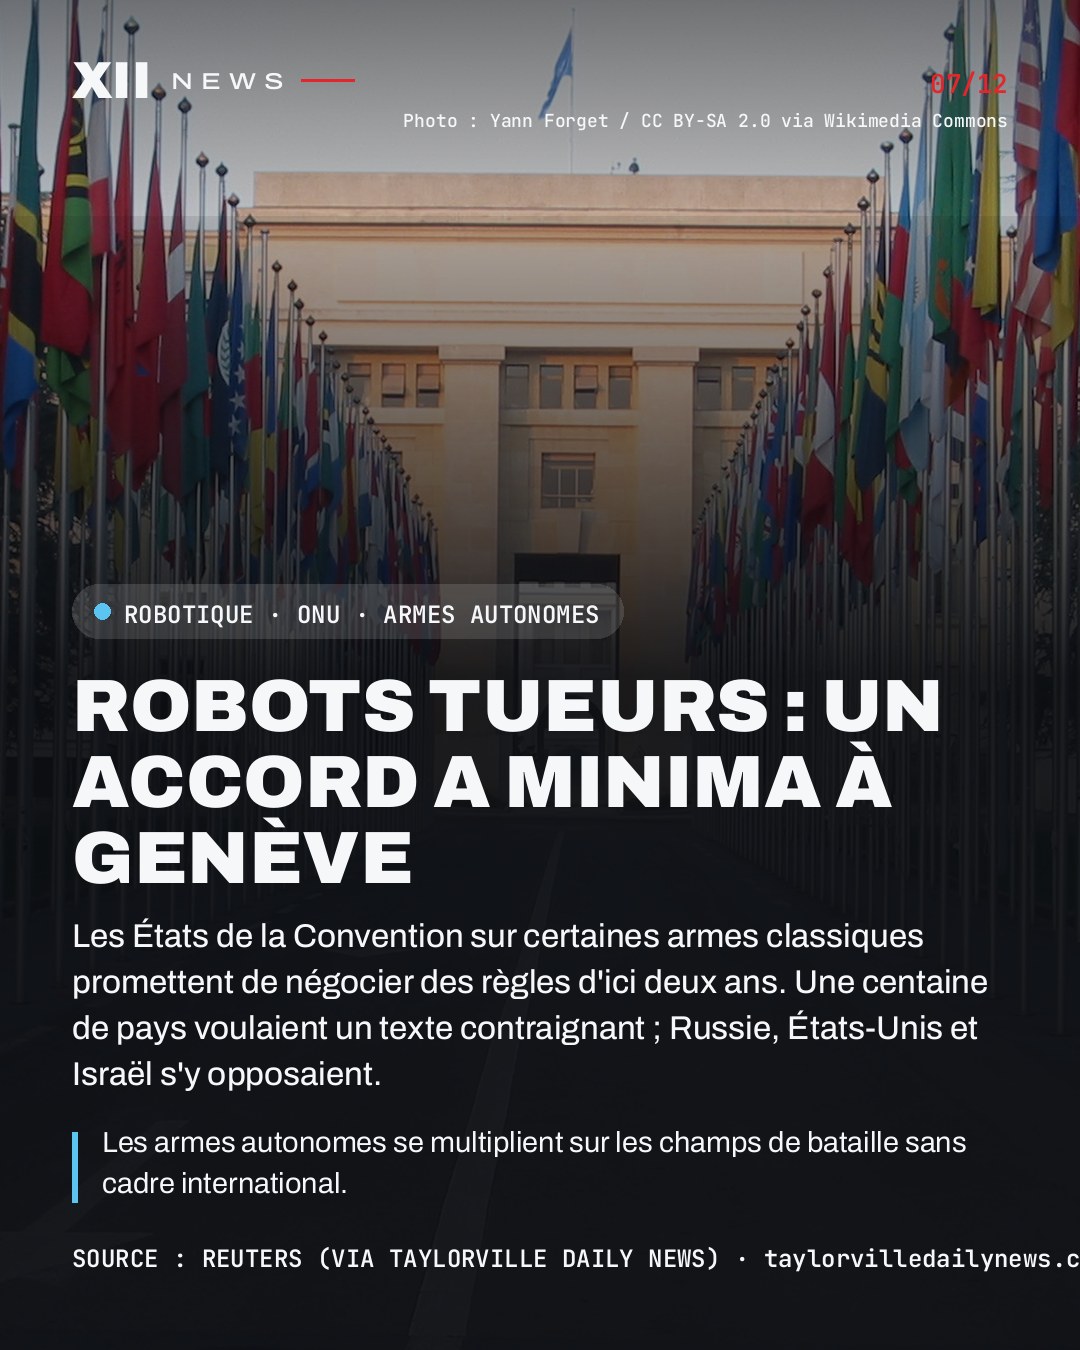 XII NEWS
07/12
Photo : Yann Forget / CC BY-SA 2.0 via Wikimedia Commons
ROBOTIQUE · ONU · ARMES AUTONOMES
ROBOTS TUEURS : UN
ACCORD A MINIMA À
GENÈVE
Les États de la Convention sur certaines armes classiques
promettent de négocier des règles d'ici deux ans. Une centaine
de pays voulaient un texte contraignant ; Russie, États-Unis et
Israël s'y opposaient.
Les armes autonomes se multiplient sur les champs de bataille sans
cadre international.
SOURCE : REUTERS (VIA TAYLORVILLE DAILY NEWS) · taylorvilledailynews.c